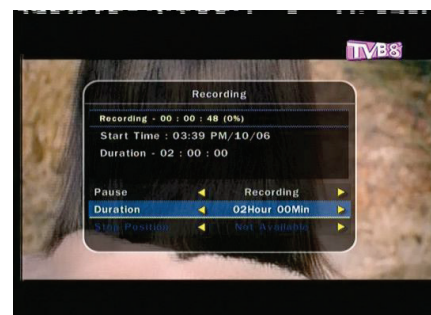 TVB8
Recording
Recording - 00 : 00 : 48 (0%)
Start Time : 03:39 PM/10/06
Duration - 02 : 00 : 00
Pause Recording
Duration 02Hour 00Min
Stop Position Not Available